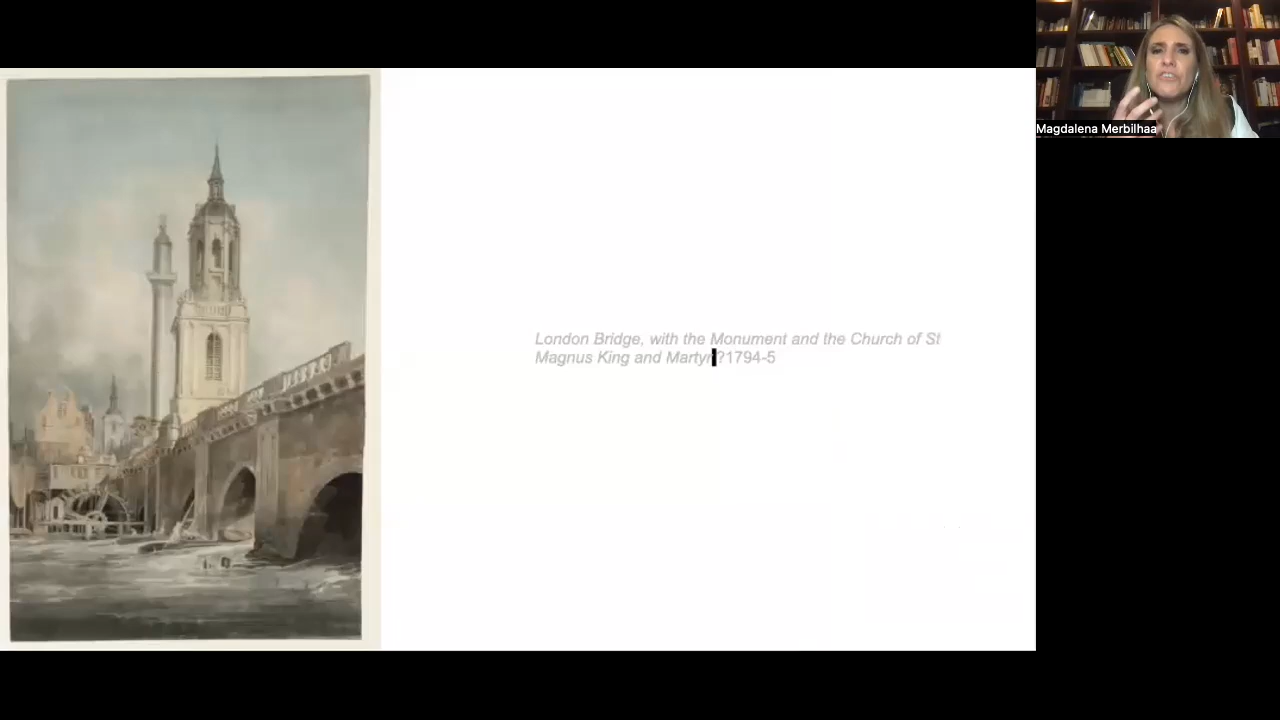 Magdalena Merbilhaa
London Bridge, with the Monument and the Church of St
Magnus King and Martyr ?1794-5